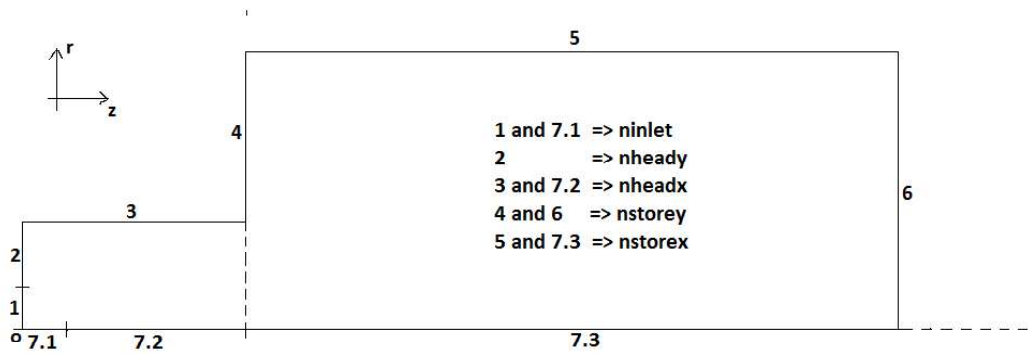 5
r
z
4
1 and 7.1 => ninlet
2 => nheady
3 and 7.2 => nheadx
4 and 6 => nstorey
5 and 7.3 => nstorex
6
3
2
1
o
7.1
7.2
7.3